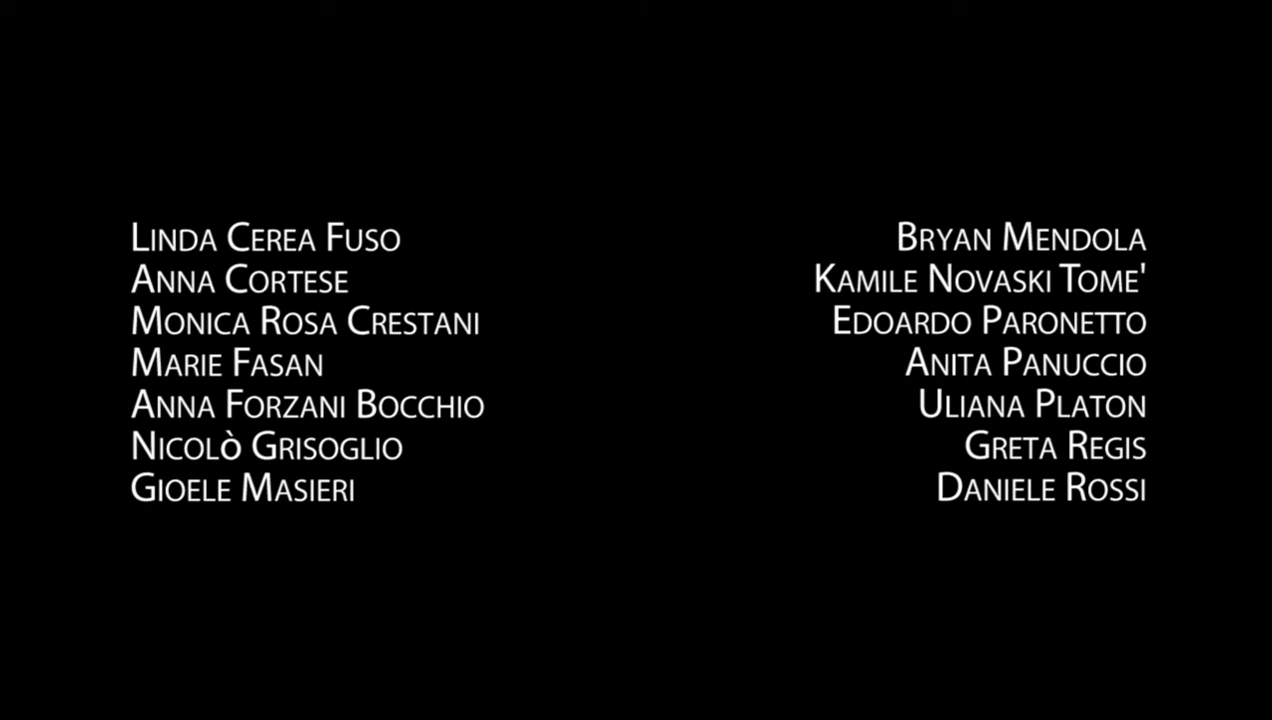 Linda Cerea Fuso
Anna Cortese
Monica Rosa Crestani
Marie Fasan
Anna Forzani Bocchio
Nicolò Grisoglio
Gioele Masieri
Bryan Mendola
Kamile Novaski Tome'
Edoardo Paronetto
Anita Panuccio
Uliana Platon
Greta Regis
Daniele Rossi